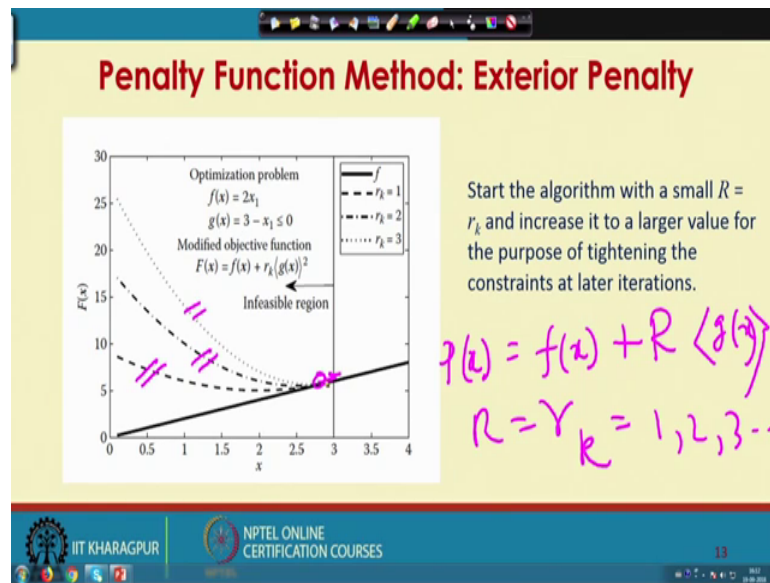 Penalty Function Method: Exterior Penalty
30
25
20
15
10
5
0
F(x)
Optimization problem
f(x) = 2x₁
g(x) = 3 − x₁ ≤ 0
Modified objective function
F(x) = f(x) + rₖ⟨g(x)⟩²
Infeasible region
f
rₖ = 1
rₖ = 2
rₖ = 3
0 0.5 1 1.5 2 2.5 3 3.5 4
x
Start the algorithm with a small R =
rₖ and increase it to a larger value for
the purpose of tightening the
constraints at later iterations.
(x) = f(x) + R ⟨g(x)⟩
R = rₖ = 1, 2, 3 --
IIT KHARAGPUR
NPTEL ONLINE
CERTIFICATION COURSES
13